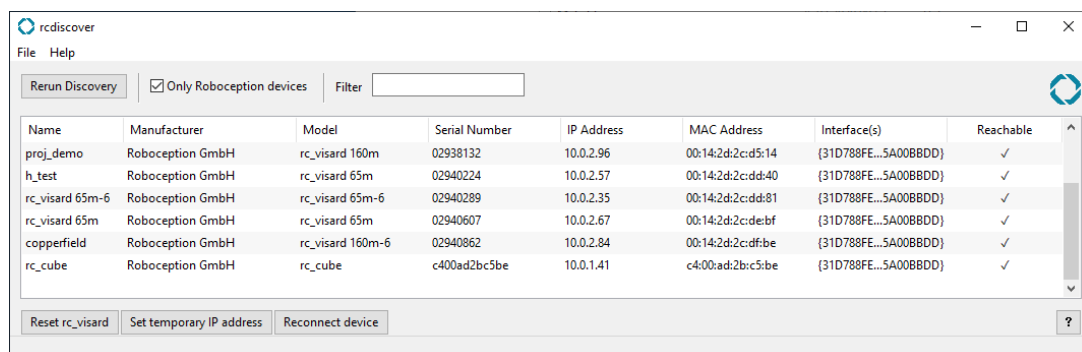 rcdiscover
File Help
Rerun Discovery Only Roboception devices Filter
Name Manufacturer Model Serial Number IP Address MAC Address Interface(s) Reachable
proj_demo Roboception GmbH rc_visard 160m 02938132 10.0.2.96 00:14:2d:2c:d5:14 {31D788FE...5A00BBDD} ✓
h_test Roboception GmbH rc_visard 65m 02940224 10.0.2.57 00:14:2d:2c:dd:40 {31D788FE...5A00BBDD} ✓
rc_visard 65m-6 Roboception GmbH rc_visard 65m-6 02940289 10.0.2.35 00:14:2d:2c:dd:81 {31D788FE...5A00BBDD} ✓
rc_visard 65m Roboception GmbH rc_visard 65m 02940607 10.0.2.67 00:14:2d:2c:de:bf {31D788FE...5A00BBDD} ✓
copperfield Roboception GmbH rc_visard 160m-6 02940862 10.0.2.84 00:14:2d:2c:df:be {31D788FE...5A00BBDD} ✓
rc_cube Roboception GmbH rc_cube c400ad2bc5be 10.0.1.41 c4:00:ad:2b:c5:be {31D788FE...5A00BBDD} ✓
Reset rc_visard Set temporary IP address Reconnect device ?